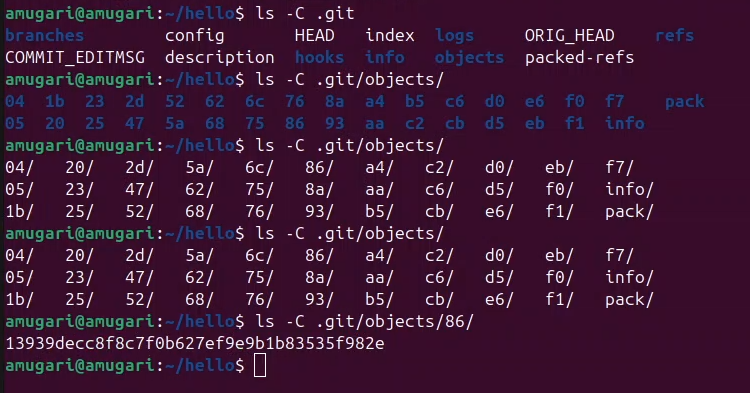 amugari@amugari:~/hello$ ls -C .git
branches config HEAD index logs ORIG_HEAD refs
COMMIT_EDITMSG description hooks info objects packed-refs
amugari@amugari:~/hello$ ls -C .git/objects/
04 1b 23 2d 52 62 6c 76 8a a4 b5 c6 d0 e6 f0 f7 pack
05 20 25 47 5a 68 75 86 93 aa c2 cb d5 eb f1 info
amugari@amugari:~/hello$ ls -C .git/objects/
04/ 20/ 2d/ 5a/ 6c/ 86/ a4/ c2/ d0/ eb/ f7/
05/ 23/ 47/ 62/ 75/ 8a/ aa/ c6/ d5/ f0/ info/
1b/ 25/ 52/ 68/ 76/ 93/ b5/ cb/ e6/ f1/ pack/
amugari@amugari:~/hello$ ls -C .git/objects/
04/ 20/ 2d/ 5a/ 6c/ 86/ a4/ c2/ d0/ eb/ f7/
05/ 23/ 47/ 62/ 75/ 8a/ aa/ c6/ d5/ f0/ info/
1b/ 25/ 52/ 68/ 76/ 93/ b5/ cb/ e6/ f1/ pack/
amugari@amugari:~/hello$ ls -C .git/objects/86/
13939decc8f8c7f0b627ef9e9b1b83535f982e
amugari@amugari:~/hello$